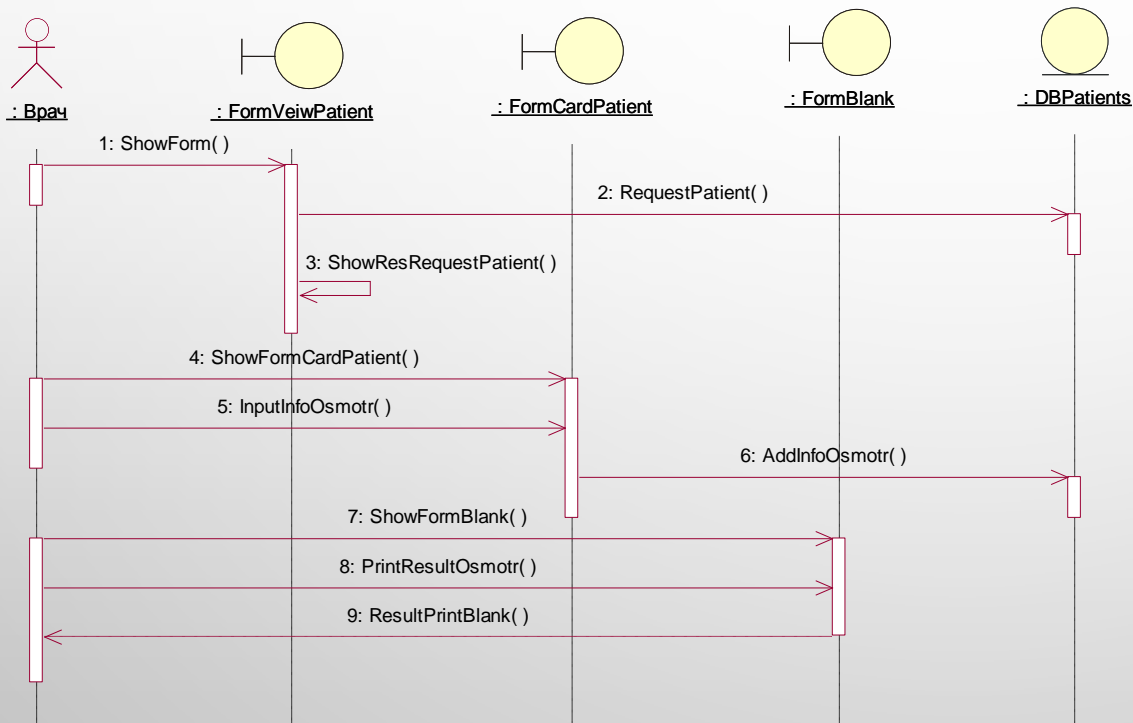 : Врач
: FormVeiwPatient
: FormCardPatient
: FormBlank
: DBPatients
1: ShowForm( )
2: RequestPatient( )
3: ShowResRequestPatient( )
4: ShowFormCardPatient( )
5: InputInfoOsmotr( )
6: AddInfoOsmotr( )
7: ShowFormBlank( )
8: PrintResultOsmotr( )
9: ResultPrintBlank( )